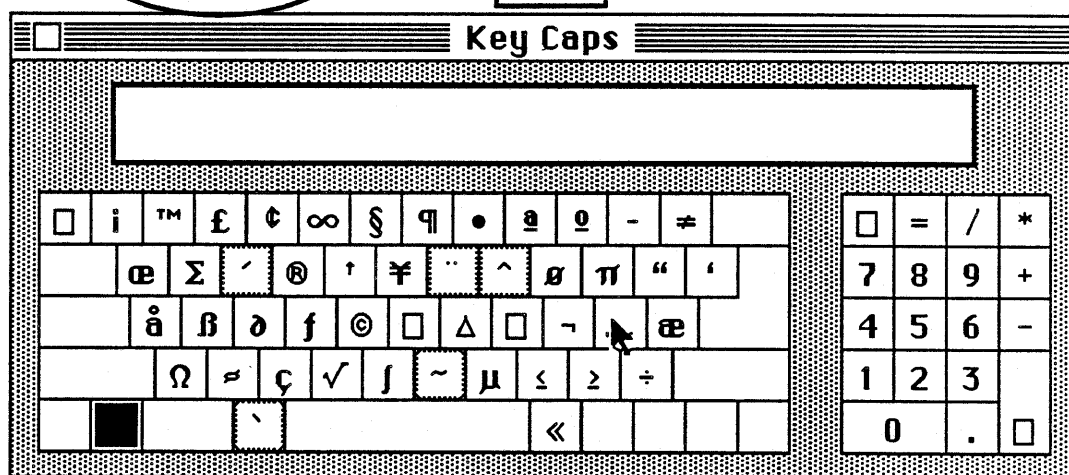 Key Caps
¡ ™ £ ¢ ∞ § ¶ • ª º - ≠ = / *
œ Σ ´ ® † ¥ ¨ ^ ø π “ ‘ 7 8 9 +
å ß ∂ ƒ © Δ ¬ æ 4 5 6 -
Ω ≈ ç √ ∫ ~ µ ≤ ≥ ÷ 1 2 3
` « 0 .